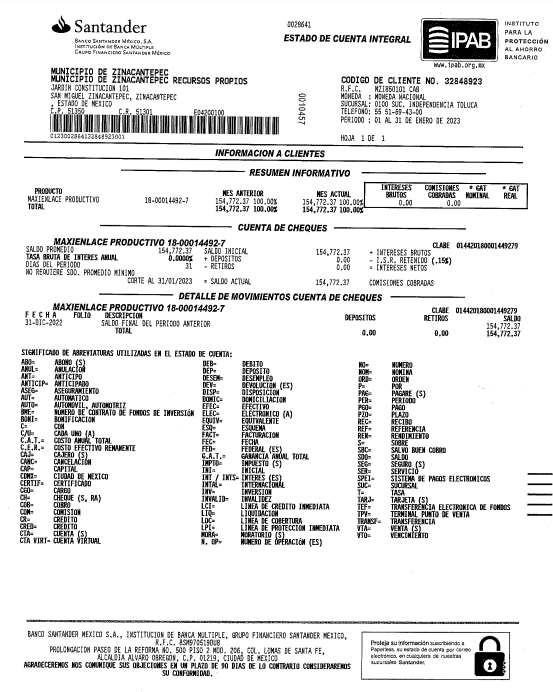 Santander
BANCO SANTANDER MÉXICO, S.A.
INSTITUCIÓN DE BANCA MÚLTIPLE
GRUPO FINANCIERO SANTANDER MÉXICO
0028641
ESTADO DE CUENTA INTEGRAL
IPAB
www.ipab.org.mx
INSTITUTO
PARA LA
PROTECCIÓN
AL AHORRO
BANCARIO
MUNICIPIO DE ZINACANTEPEC
MUNICIPIO DE ZINACANTEPEC RECURSOS PROPIOS
JARDIN CONSTITUCION 101
SAN MIGUEL ZINACANTEPEC, ZINACANTEPEC
, ESTADO DE MEXICO
C.P. 51350 C.R. 51301 E04200100
01230028641328489230001
00010457
CODIGO DE CLIENTE NO. 32848923
R.F.C. MZI850101 CA8
MONEDA : MONEDA NACIONAL
SUCURSAL: 0100 SUC. INDEPENDENCIA TOLUCA
TELEFONO: 55 51-69-43-00
PERIODO : 01 AL 31 DE ENERO DE 2023
HOJA 1 DE 1
INFORMACION A CLIENTES
RESUMEN INFORMATIVO
PRODUCTO MES ANTERIOR MES ACTUAL INTERESES BRUTOS COMISIONES COBRADAS * GAT NOMINAL * GAT REAL
MAXIENLACE PRODUCTIVO 18-00014492-7 154,772.37 100.00% 154,772.37 100.00% 0.00 0.00
TOTAL 154,772.37 100.00% 154,772.37 100.00%
CUENTA DE CHEQUES
MAXIENLACE PRODUCTIVO 18-00014492-7 CLABE 014420180001449279
SALDO PROMEDIO 154,772.37 SALDO INICIAL 154,772.37 + INTERESES BRUTOS
TASA BRUTA DE INTERES ANUAL 0.0000% + DEPOSITOS 0.00 - I.S.R. RETENIDO (.15%)
DIAS DEL PERIODO 31 - RETIROS 0.00 = INTERESES NETOS
NO REQUIERE SDO. PROMEDIO MINIMO
CORTE AL 31/01/2023 = SALDO ACTUAL 154,772.37 COMISIONES COBRADAS
DETALLE DE MOVIMIENTOS CUENTA DE CHEQUES
MAXIENLACE PRODUCTIVO 18-00014492-7 CLABE 014420180001449279
F E C H A FOLIO DESCRIPCION DEPOSITOS RETIROS SALDO
31-DIC-2022 SALDO FINAL DEL PERIODO ANTERIOR 154,772.37
TOTAL 0.00 0.00 154,772.37
SIGNIFICADO DE ABREVIATURAS UTILIZADAS EN EL ESTADO DE CUENTA:
ABO= ABONO (S) DEB= DEBITO NO= NUMERO
ANUL= ANULACION DEP= DEPOSITO NOM= NOMINA
ANT= ANTICIPO DESEM= DESEMPLEO ORD= ORDEN
ANTICIP= ANTICIPADO DEV= DEVOLUCION (ES) P= POR
ASEG= ASEGURAMIENTO DISP= DISPOSICION PAG= PAGARE (S)
AUT= AUTOMATICO DOMIC= DOMICILIACION PER= PERIODO
AUTO= AUTOMOVIL, AUTOMOTRIZ EFEC= EFECTIVO PGO= PAGO
BME= NUMERO DE CONTRATO DE FONDOS DE INVERSIÓN ELEC= ELECTRONICO (A) PZO= PLAZO
BONI= BONIFICACION EQUIV= EQUIVALENTE REC= RECIBO
C= CON ESQ= ESQUEMA REF= REFERENCIA
C/U= CADA UNO (A) FACT= FACTURACION REN= RENDIMIENTO
C.A.T.= COSTO ANUAL TOTAL FEC= FECHA S= SOBRE
C.E.R.= COSTO EFECTIVO REMANENTE FED= FEDERAL (ES) SBC= SALVO BUEN COBRO
CAJ= CAJERO (S) G.A.T.= GANANCIA ANUAL TOTAL SDO= SALDO
CANC= CANCELACION IMPTO= IMPUESTO (S) SEG= SEGURO (S)
CAP= CAPITAL INI= INICIAL SER= SERVICIO
CDMX= CIUDAD DE MEXICO INT / INTS= INTERES (ES) SPEI= SISTEMA DE PAGOS ELECTRONICOS
CERTIF= CERTIFICADO INTAL= INTERNACIONAL SUC= SUCURSAL
CGO= CARGO INV= INVERSION T= TASA
CH= CHEQUE (S, RA) INVALID= INVALIDEZ TARJ= TARJETA (S)
COB= COBRO LCI= LINEA DE CREDITO INMEDIATA TEF= TRANSFERENCIA ELECTRONICA DE FONDOS
COM= COMISION LIQ= LIQUIDACION TPV= TERMINAL PUNTO DE VENTA
CR= CREDITO LOC= LINEA DE COBERTURA TRANSF= TRANSFERENCIA
CRED= CREDITO LPI= LINEA DE PROTECCION INMEDIATA VTA= VENTA (S)
CTA= CUENTA (S) MORA= MORATORIO (S) VTO= VENCIMIENTO
CTA VIRT= CUENTA VIRTUAL N. OP= NUMERO DE OPERACIÓN (ES)
BANCO SANTANDER MEXICO S.A., INSTITUCION DE BANCA MULTIPLE, GRUPO FINANCIERO SANTANDER MEXICO,
R.F.C. BSM970519DU8
PROLONGACION PASEO DE LA REFORMA NO. 500 PISO 2 MOD. 206, COL. LOMAS DE SANTA FE,
ALCALDIA ALVARO OBREGON, C.P. 01219, CIUDAD DE MEXICO
AGRADECEREMOS NOS COMUNIQUE SUS OBJECIONES EN UN PLAZO DE 90 DIAS DE LO CONTRARIO CONSIDERAREMOS
SU CONFORMIDAD.
Proteja su información suscribiendo a
Paperless, su estado de cuenta por correo
electrónico, en cualquiera de nuestras
sucursales Santander.